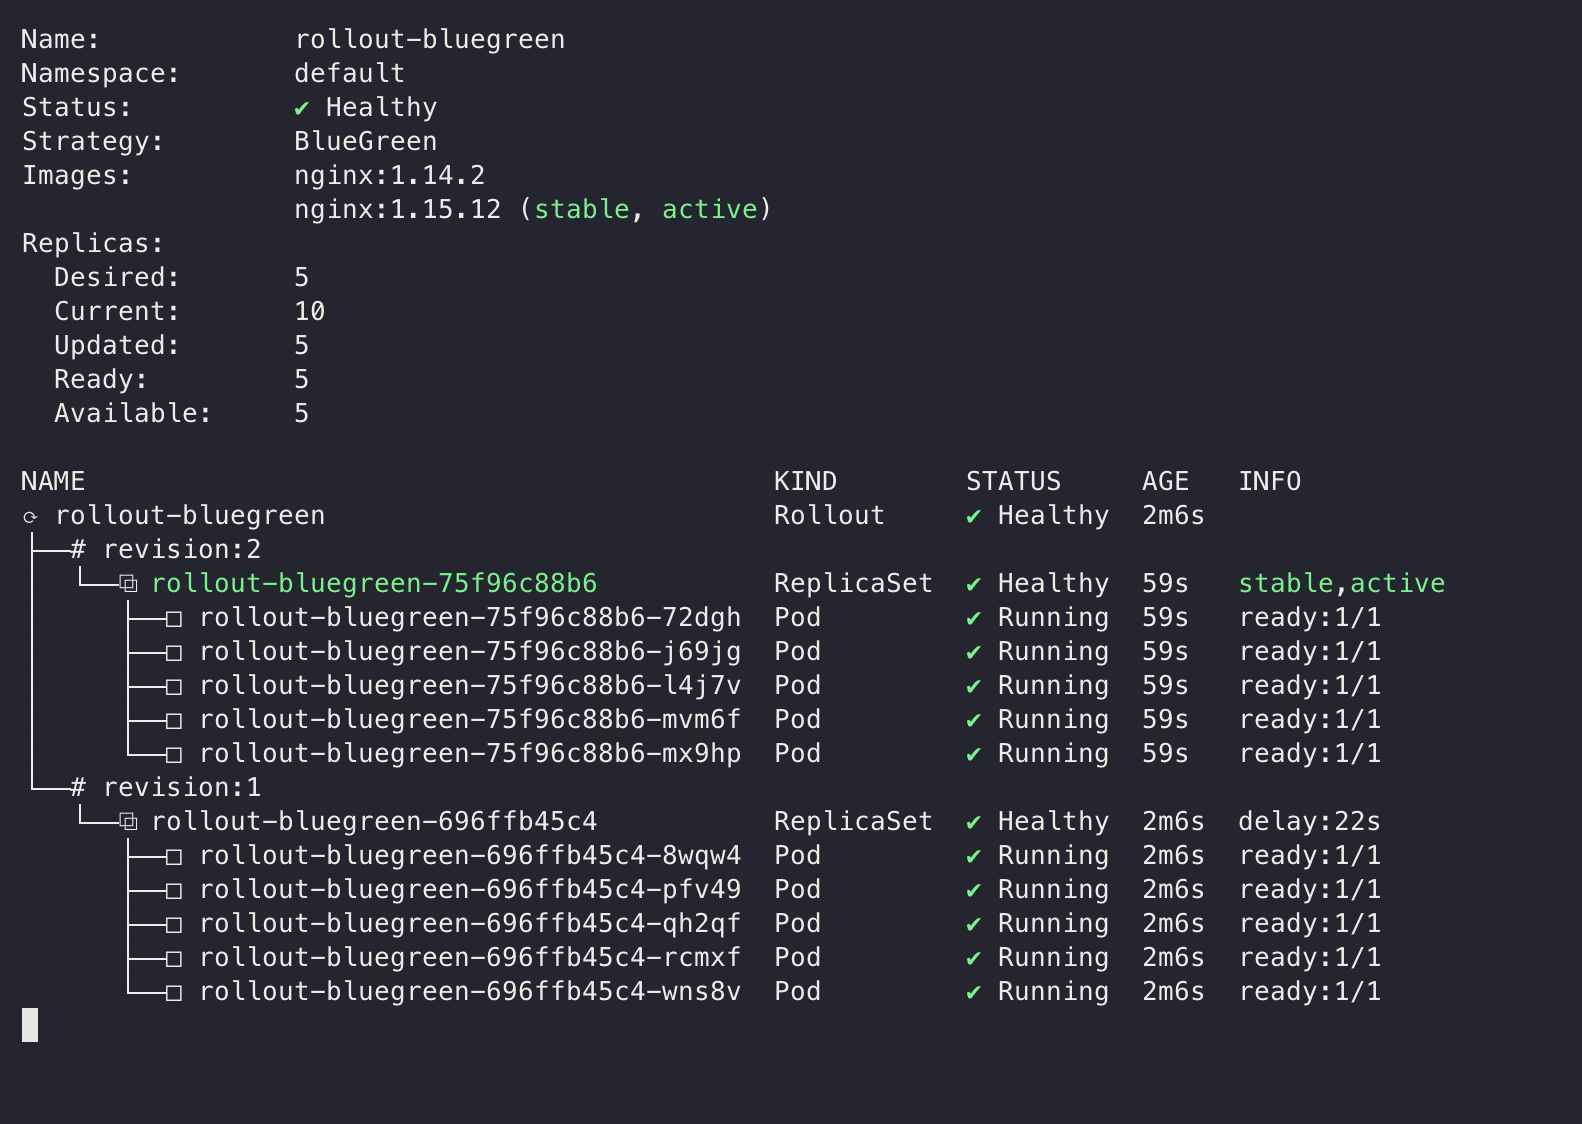 Name:            rollout-bluegreen
Namespace:       default
Status:          ✔ Healthy
Strategy:        BlueGreen
Images:          nginx:1.14.2
                 nginx:1.15.12 (stable, active)
Replicas:
  Desired:       5
  Current:       10
  Updated:       5
  Ready:         5
  Available:     5

NAME                                           KIND        STATUS     AGE   INFO
⟳ rollout-bluegreen                            Rollout     ✔ Healthy  2m6s
├──# revision:2
│  └──⧉ rollout-bluegreen-75f96c88b6           ReplicaSet  ✔ Healthy  59s   stable,active
│     ├──□ rollout-bluegreen-75f96c88b6-72dgh  Pod         ✔ Running  59s   ready:1/1
│     ├──□ rollout-bluegreen-75f96c88b6-j69jg  Pod         ✔ Running  59s   ready:1/1
│     ├──□ rollout-bluegreen-75f96c88b6-l4j7v  Pod         ✔ Running  59s   ready:1/1
│     ├──□ rollout-bluegreen-75f96c88b6-mvm6f  Pod         ✔ Running  59s   ready:1/1
│     └──□ rollout-bluegreen-75f96c88b6-mx9hp  Pod         ✔ Running  59s   ready:1/1
└──# revision:1
   └──⧉ rollout-bluegreen-696ffb45c4           ReplicaSet  ✔ Healthy  2m6s  delay:22s
      ├──□ rollout-bluegreen-696ffb45c4-8wqw4  Pod         ✔ Running  2m6s  ready:1/1
      ├──□ rollout-bluegreen-696ffb45c4-pfv49  Pod         ✔ Running  2m6s  ready:1/1
      ├──□ rollout-bluegreen-696ffb45c4-qh2qf  Pod         ✔ Running  2m6s  ready:1/1
      ├──□ rollout-bluegreen-696ffb45c4-rcmxf  Pod         ✔ Running  2m6s  ready:1/1
      └──□ rollout-bluegreen-696ffb45c4-wns8v  Pod         ✔ Running  2m6s  ready:1/1